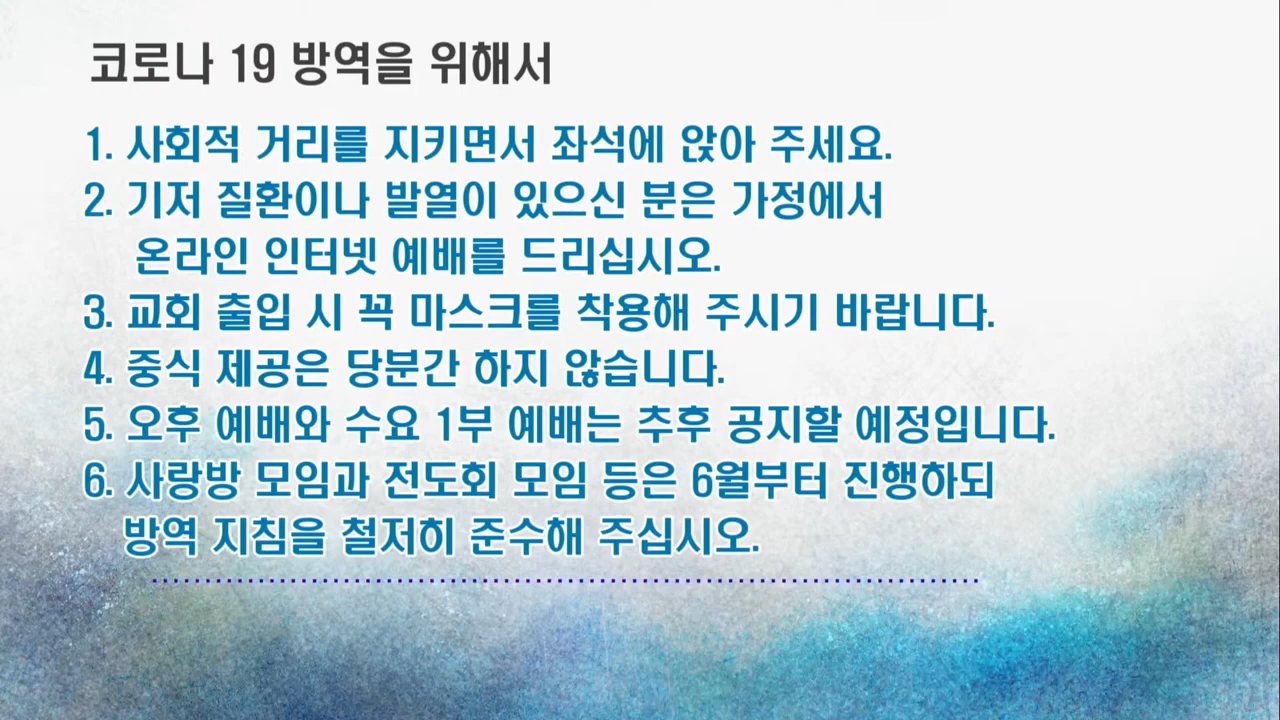 코로나 19 방역을 위해서
1. 사회적 거리를 지키면서 좌석에 앉아 주세요.
2. 기저 질환이나 발열이 있으신 분은 가정에서
온라인 인터넷 예배를 드리십시오.
3. 교회 출입 시 꼭 마스크를 착용해 주시기 바랍니다.
4. 중식 제공은 당분간 하지 않습니다.
5. 오후 예배와 수요 1부 예배는 추후 공지할 예정입니다.
6. 사랑방 모임과 전도회 모임 등은 6월부터 진행하되
방역 지침을 철저히 준수해 주십시오.